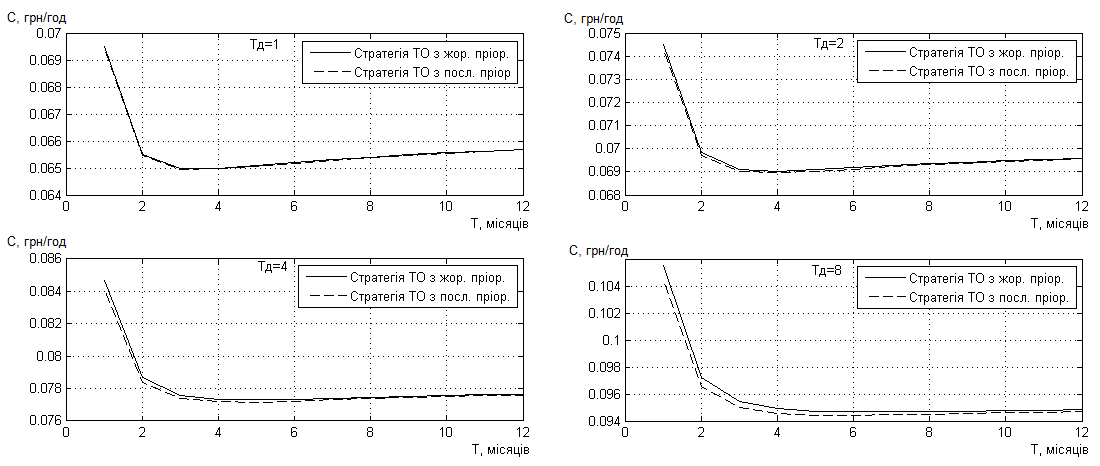 С, грн/год
Тд=1
Стратегія ТО з жор. пріор.
Стратегія ТО з посл. пріор
0.07
0.069
0.068
0.067
0.066
0.065
0.064
0 2 4 6 8 10 12
Т, місяців
С, грн/год
Тд=2
Стратегія ТО з жор. пріор.
Стратегія ТО з посл. пріор.
0.075
0.074
0.073
0.072
0.071
0.07
0.069
0.068
0 2 4 6 8 10 12
Т, місяців
С, грн/год
Тд=4
Стратегія ТО з жор. пріор.
Стратегія ТО з посл. пріор.
0.086
0.084
0.082
0.08
0.078
0.076
0 2 4 6 8 10 12
Т, місяців
С, грн/год
Тд=8
Стратегія ТО з жор. пріор.
Стратегія ТО з посл. пріор.
0.104
0.102
0.1
0.098
0.096
0.094
0 2 4 6 8 10 12
Т, місяців